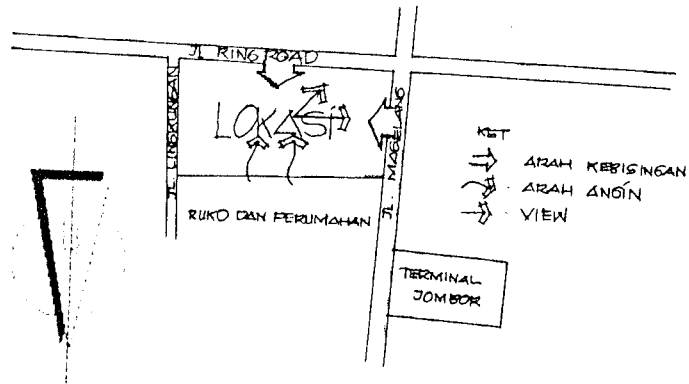 JL. RING ROAD
JL. LINGKUNGAN
LOKASI
JL. MAGELANG
KET
ARAH KEBISINGAN
ARAH ANGIN
VIEW
RUKO DAN PERUMAHAN
TERMINAL
JOMBOR